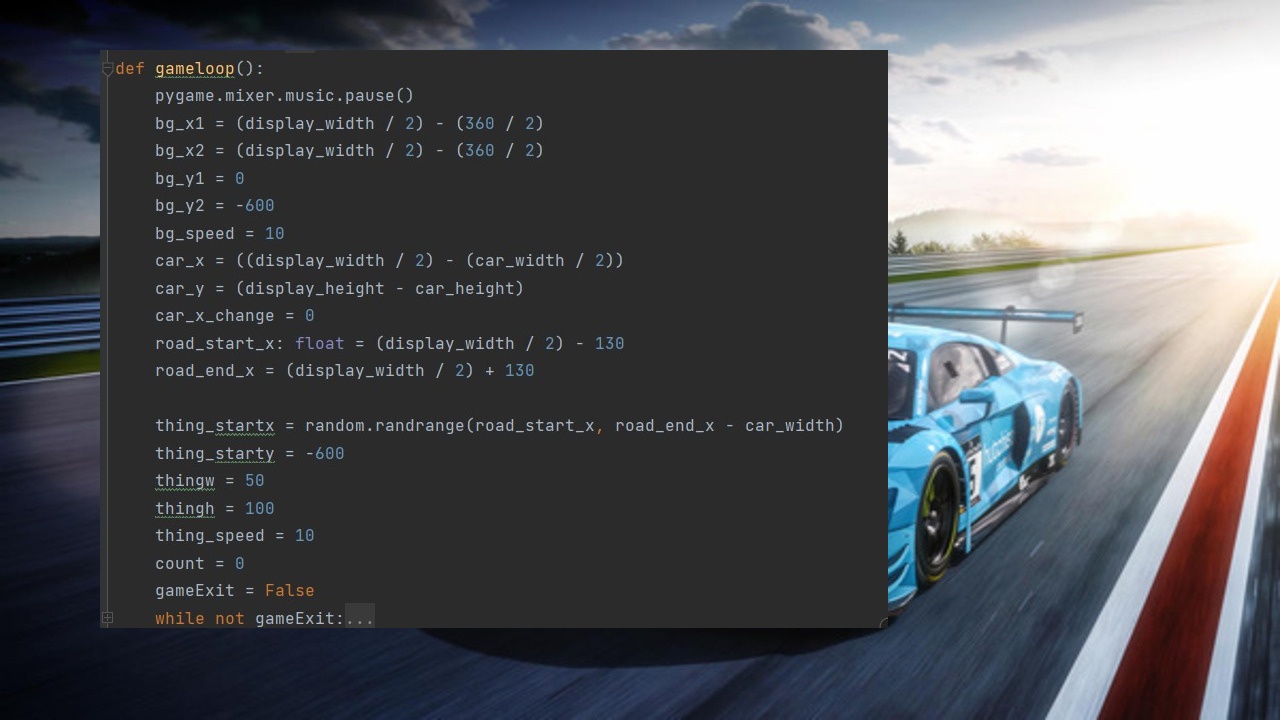 def gameloop():
    pygame.mixer.music.pause()
    bg_x1 = (display_width / 2) - (360 / 2)
    bg_x2 = (display_width / 2) - (360 / 2)
    bg_y1 = 0
    bg_y2 = -600
    bg_speed = 10
    car_x = ((display_width / 2) - (car_width / 2))
    car_y = (display_height - car_height)
    car_x_change = 0
    road_start_x: float = (display_width / 2) - 130
    road_end_x = (display_width / 2) + 130

    thing_startx = random.randrange(road_start_x, road_end_x - car_width)
    thing_starty = -600
    thingw = 50
    thingh = 100
    thing_speed = 10
    count = 0
    gameExit = False
    while not gameExit:...